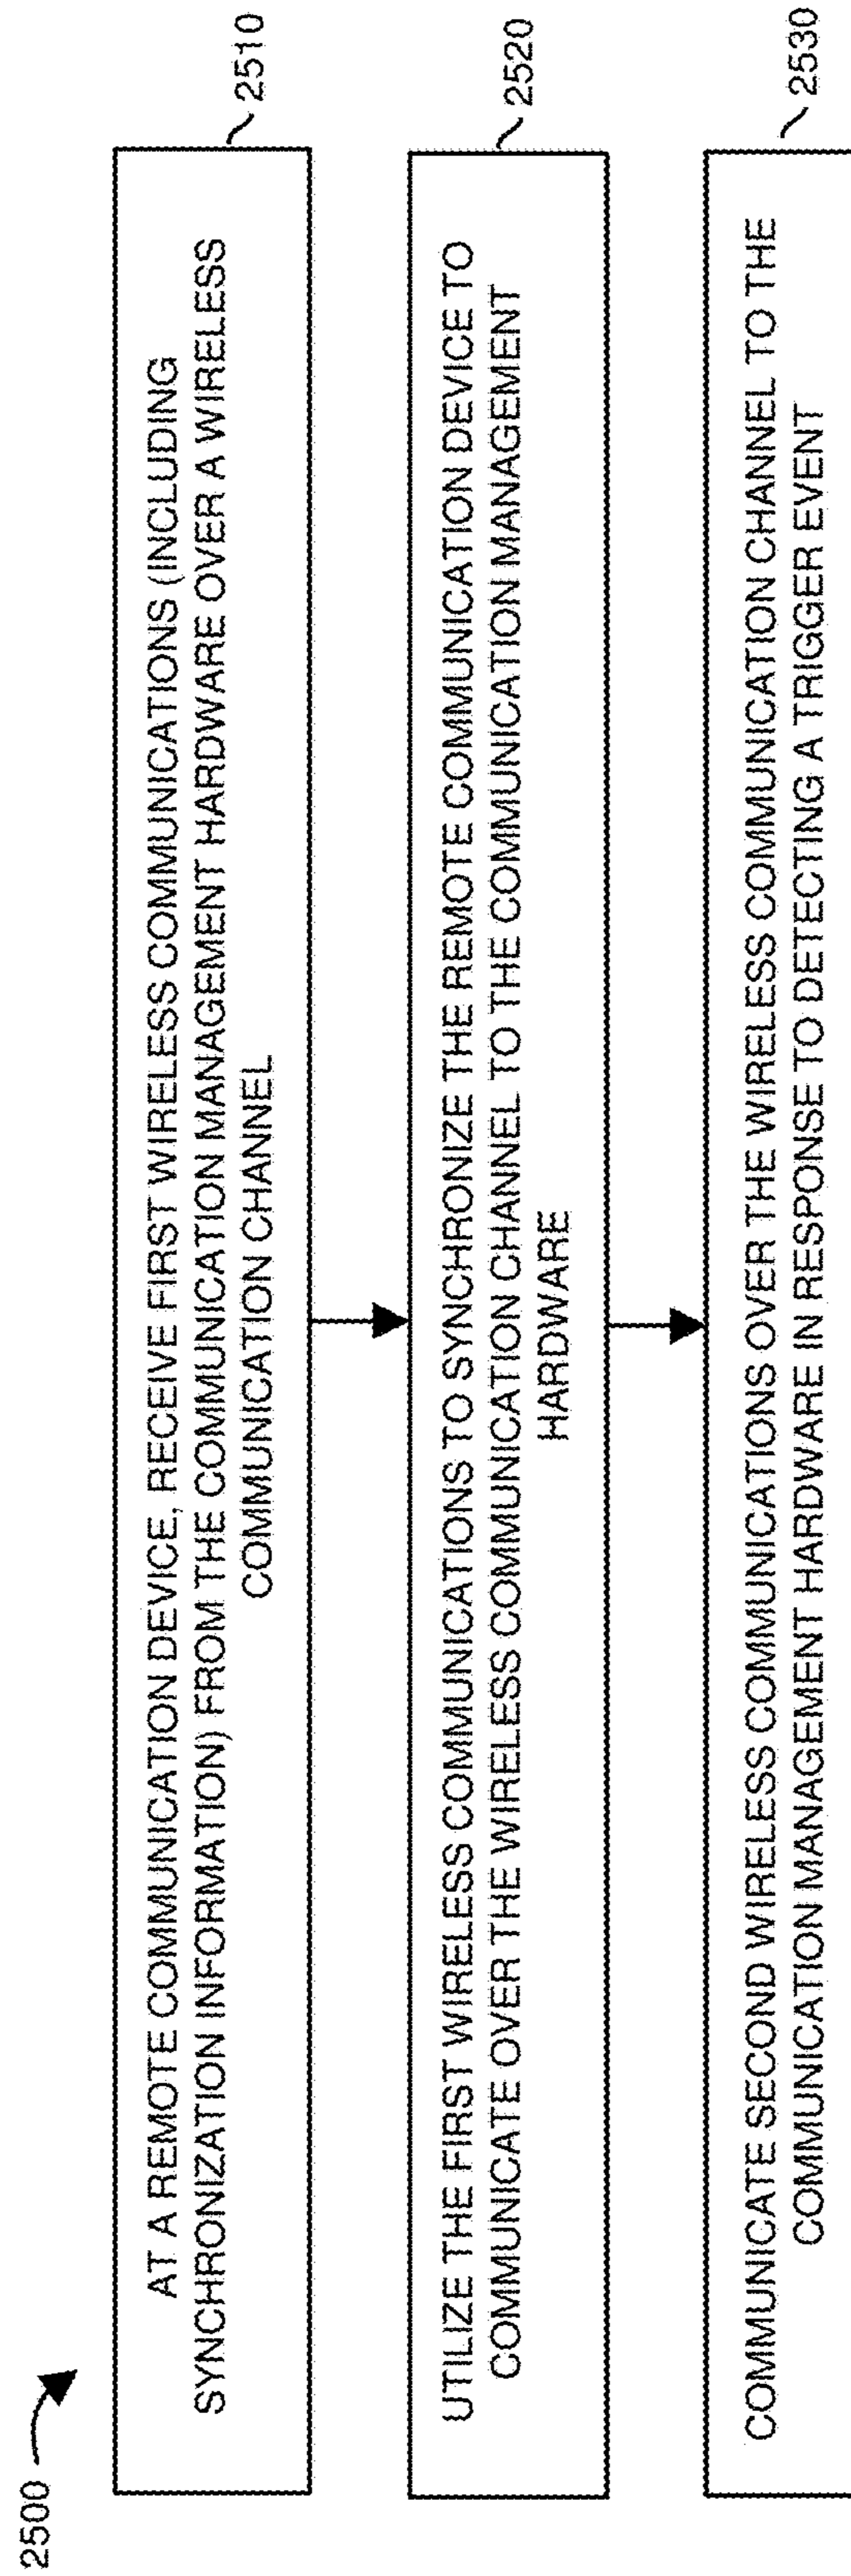 2500
AT A REMOTE COMMUNICATION DEVICE, RECEIVE FIRST WIRELESS COMMUNICATIONS (INCLUDING
SYNCHRONIZATION INFORMATION) FROM THE COMMUNICATION MANAGEMENT HARDWARE OVER A WIRELESS
COMMUNICATION CHANNEL
2510
UTILIZE THE FIRST WIRELESS COMMUNICATIONS TO SYNCHRONIZE THE REMOTE COMMUNICATION DEVICE TO
COMMUNICATE OVER THE WIRELESS COMMUNICATION CHANNEL TO THE COMMUNICATION MANAGEMENT
HARDWARE
2520
COMMUNICATE SECOND WIRELESS COMMUNICATIONS OVER THE WIRELESS COMMUNICATION CHANNEL TO THE
COMMUNICATION MANAGEMENT HARDWARE IN RESPONSE TO DETECTING A TRIGGER EVENT
2530